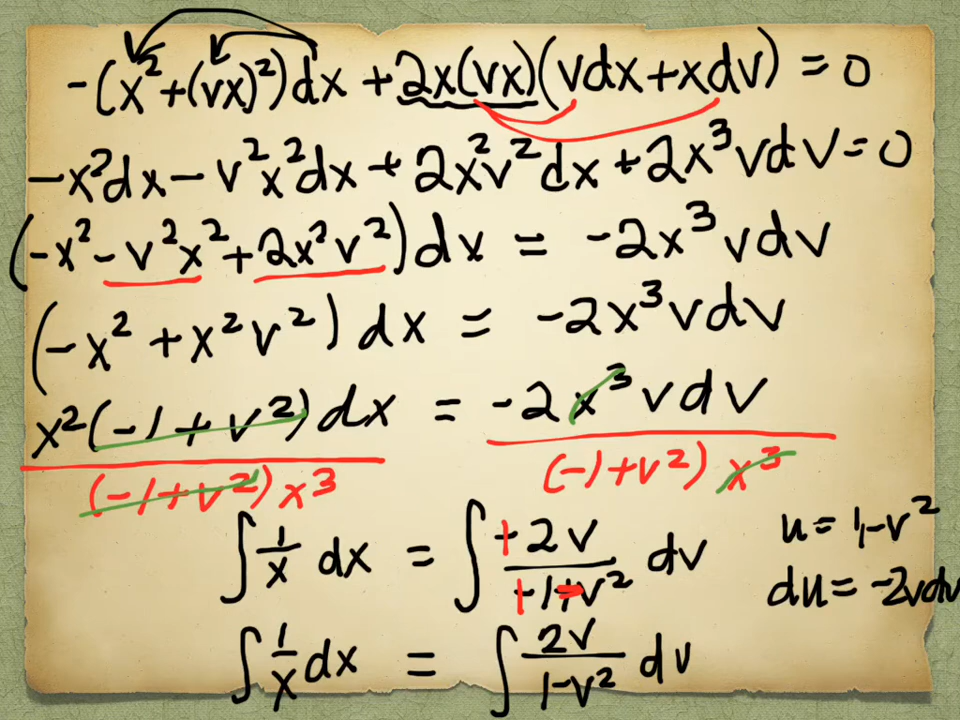 -(x²+(vx)²)dx + 2x(vx)(vdx+xdv) = 0
-x²dx - v²x²dx + 2x²v²dx + 2x³vdv = 0
(-x² - v²x² + 2x²v²)dx = -2x³vdv
(-x² + x²v²)dx = -2x³vdv
x²(-1+v²)dx = -2x³vdv
(-1+v²)x³ (-1+v²)x³
∫ 1/x dx = ∫ +2v/1-v² dv u = 1-v²
du = -2vdv
∫ 1/x dx = ∫ 2v/1-v² dv